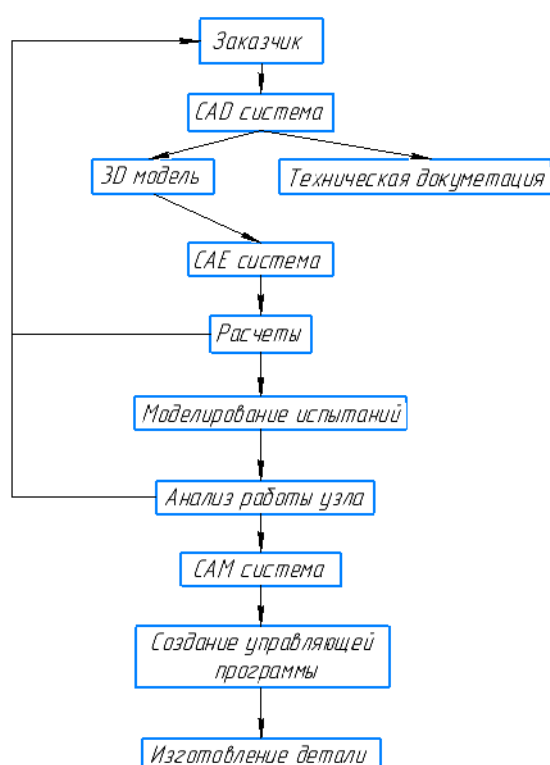 Заказчик
CAD система
3D модель
Техническая докуметация
CAE система
Расчеты
Моделирование испытаний
Анализ работы узла
CAM система
Создание управляющей
программы
Изготовление детали